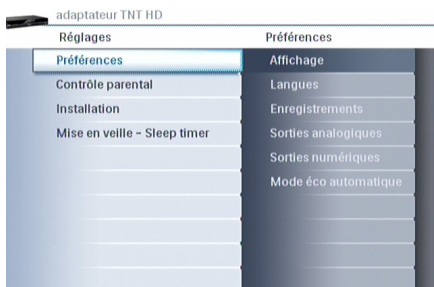 adaptateur TNT HD
Réglages
Préférences
Contrôle parental
Installation
Mise en veille - Sleep timer
Préférences
Affichage
Langues
Enregistrements
Sorties analogiques
Sorties numériques
Mode éco automatique